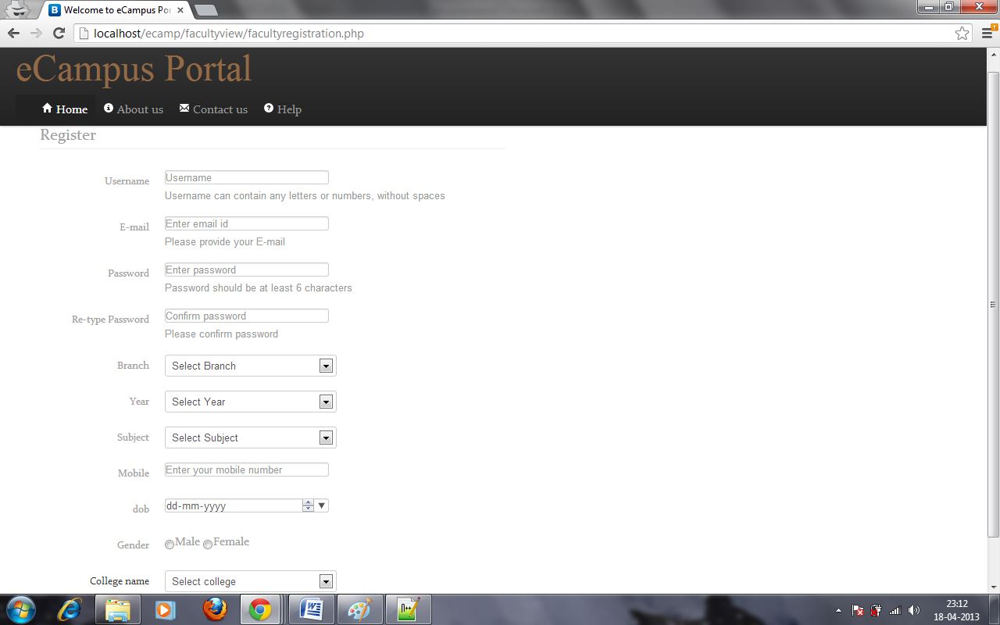 Welcome to eCampus Por
localhost/ecamp/facultyview/facultyregistration.php
eCampus Portal
Home About us Contact us Help
Register
Username Username
Username can contain any letters or numbers, without spaces
E-mail Enter email id
Please provide your E-mail
Password Enter password
Password should be at least 6 characters
Re-type Password Confirm password
Please confirm password
Branch Select Branch
Year Select Year
Subject Select Subject
Mobile Enter your mobile number
dob dd-mm-yyyy
Gender Male Female
College name Select college
23:12
18-04-2013